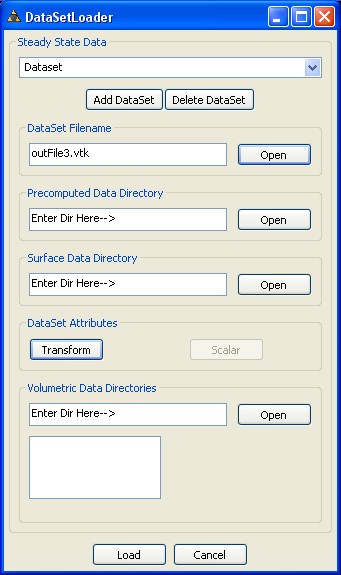 DataSetLoader
Steady State Data
Dataset
Add DataSet Delete DataSet
DataSet Filename
outFile3.vtk Open
Precomputed Data Directory
Enter Dir Here--> Open
Surface Data Directory
Enter Dir Here--> Open
DataSet Attributes
Transform Scalar
Volumetric Data Directories
Enter Dir Here--> Open
Load Cancel